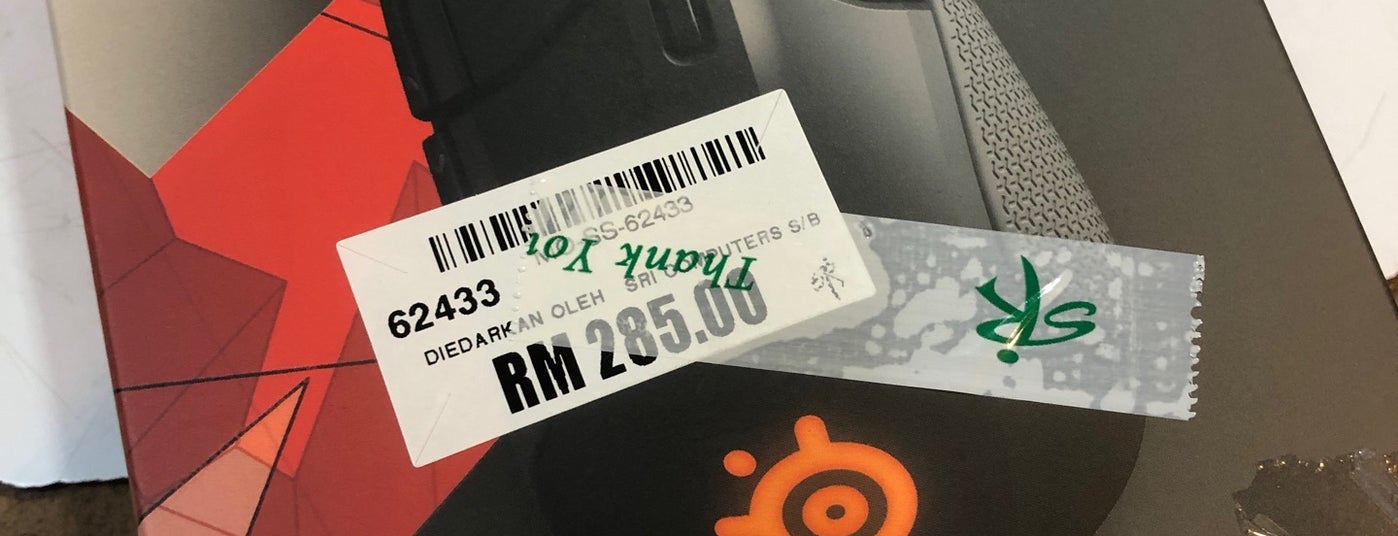 SS-62433
62433
DIEDARKAN OLEH SRI COMPUTERS S/B
RM 285.00
Thank You
SR